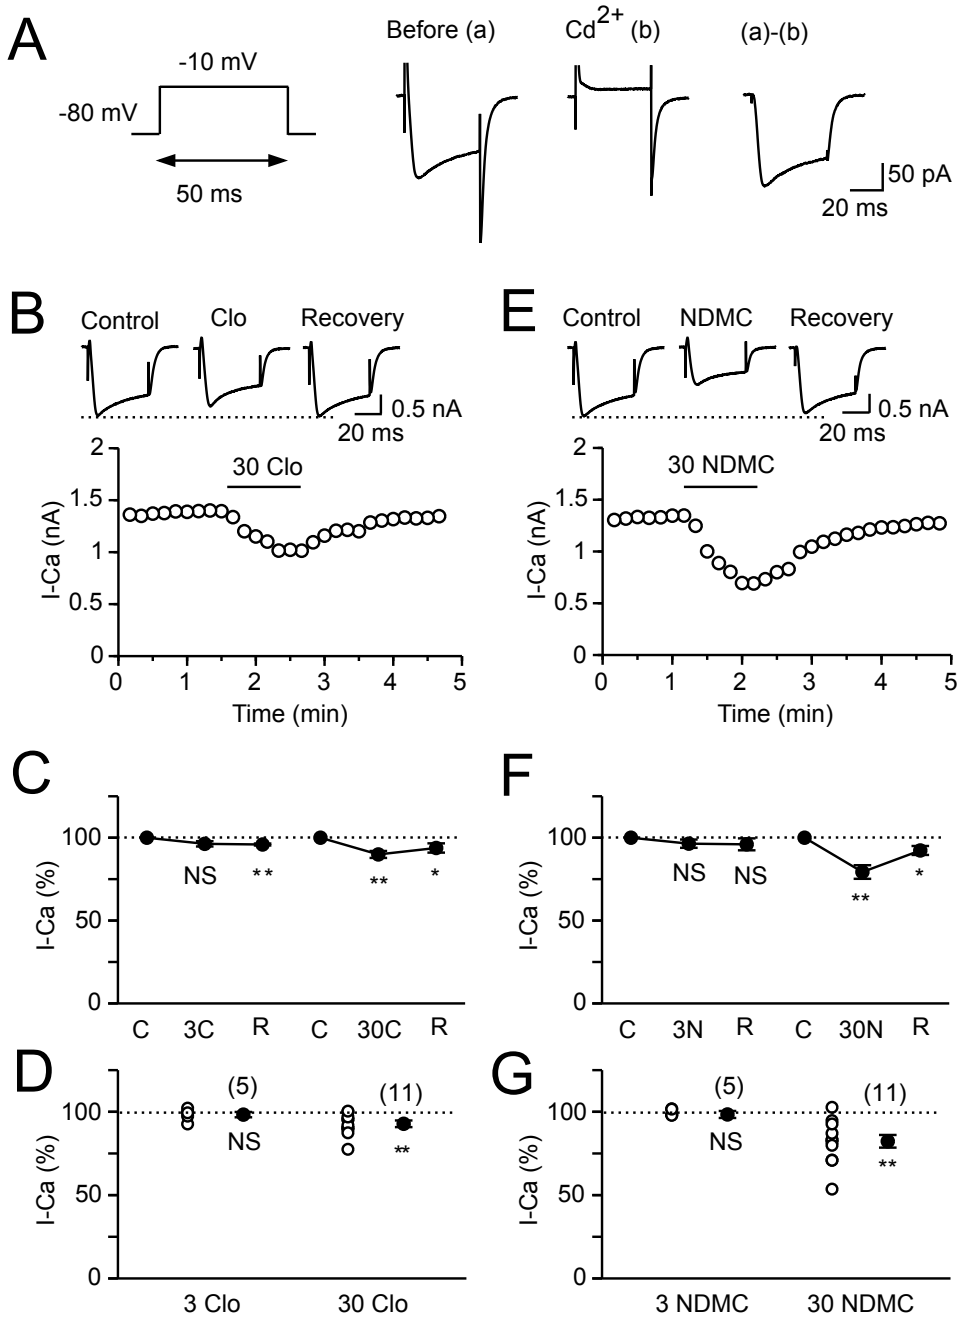 A
-10 mV
-80 mV
50 ms
Before (a)
Cd2+ (b)
(a)-(b)
50 pA
20 ms
B
Control
Clo
Recovery
0.5 nA
20 ms
30 Clo
2
1.5
1
0.5
0
I-Ca (nA)
0 1 2 3 4 5
Time (min)
E
Control
NDMC
Recovery
0.5 nA
20 ms
30 NDMC
2
1.5
1
0.5
0
I-Ca (nA)
0 1 2 3 4 5
Time (min)
C
100
50
0
I-Ca (%)
NS
**
**
*
C 3C R C 30C R
F
100
50
0
I-Ca (%)
NS
NS
**
*
C 3N R C 30N R
D
100
50
0
I-Ca (%)
(5)
(11)
NS
**
3 Clo 30 Clo
G
100
50
0
I-Ca (%)
(5)
(11)
NS
**
3 NDMC 30 NDMC